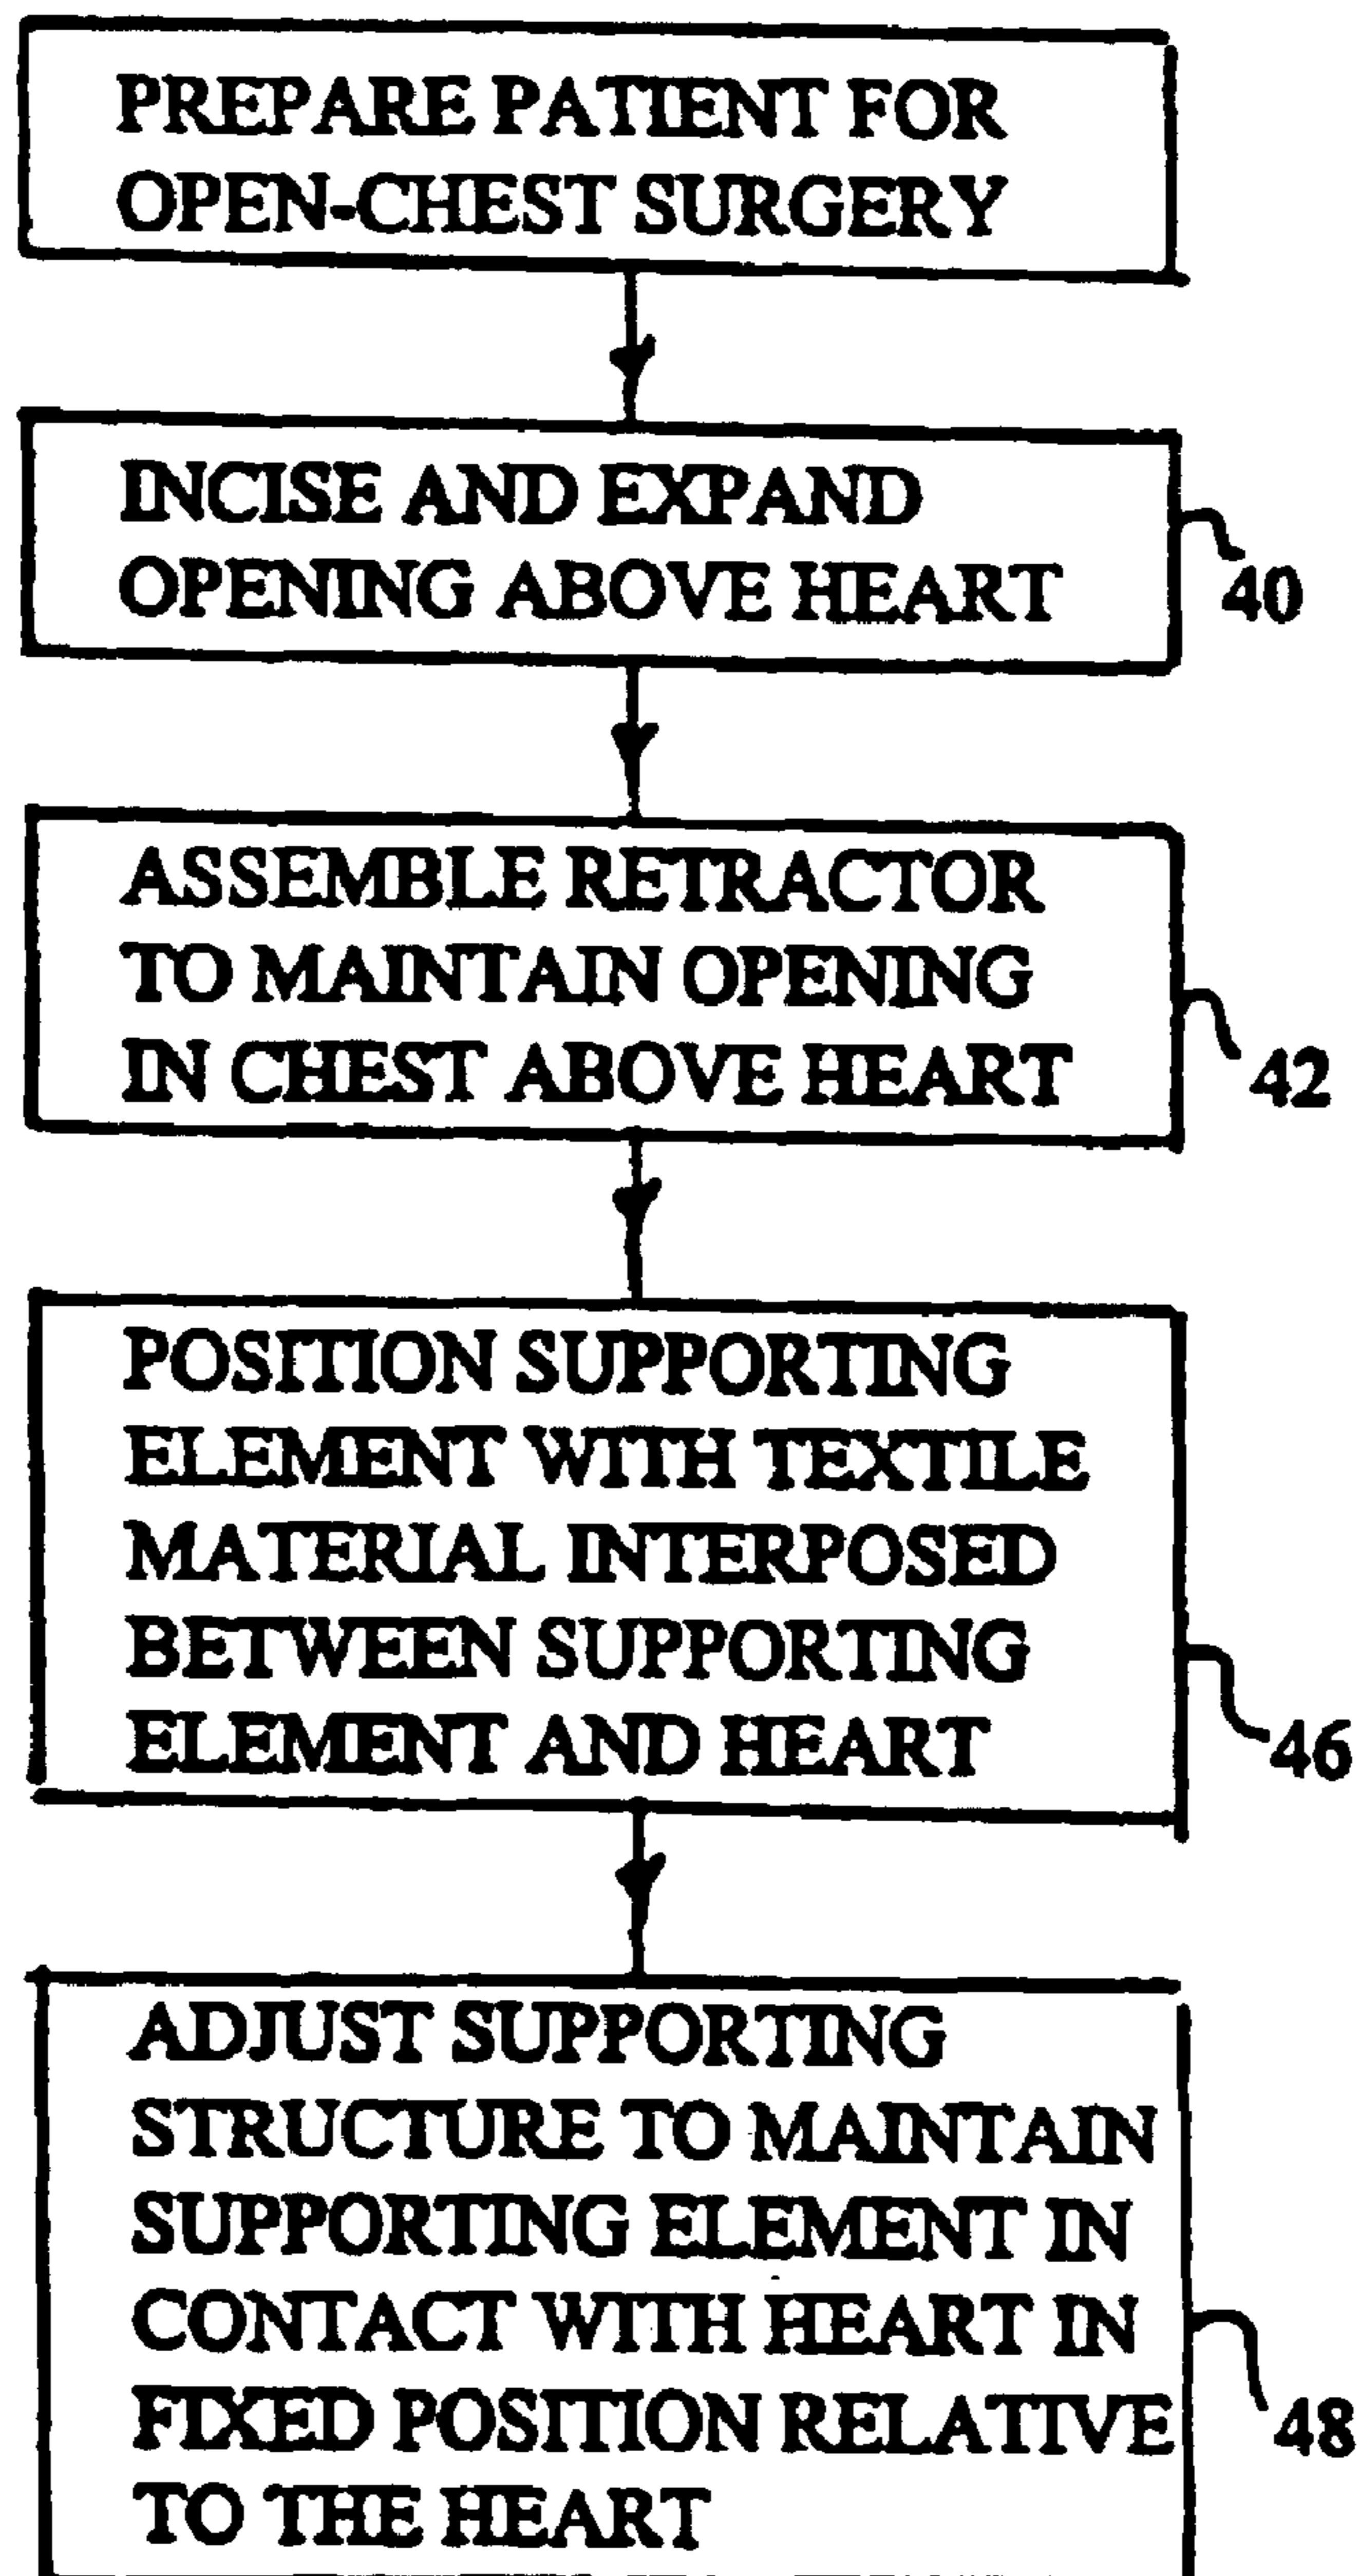 PREPARE PATIENT FOR
OPEN-CHEST SURGERY
INCISE AND EXPAND
OPENING ABOVE HEART
40
ASSEMBLE RETRACTOR
TO MAINTAIN OPENING
IN CHEST ABOVE HEART
42
POSITION SUPPORTING
ELEMENT WITH TEXTILE
MATERIAL INTERPOSED
BETWEEN SUPPORTING
ELEMENT AND HEART
46
ADJUST SUPPORTING
STRUCTURE TO MAINTAIN
SUPPORTING ELEMENT IN
CONTACT WITH HEART IN
FIXED POSITION RELATIVE
TO THE HEART
48